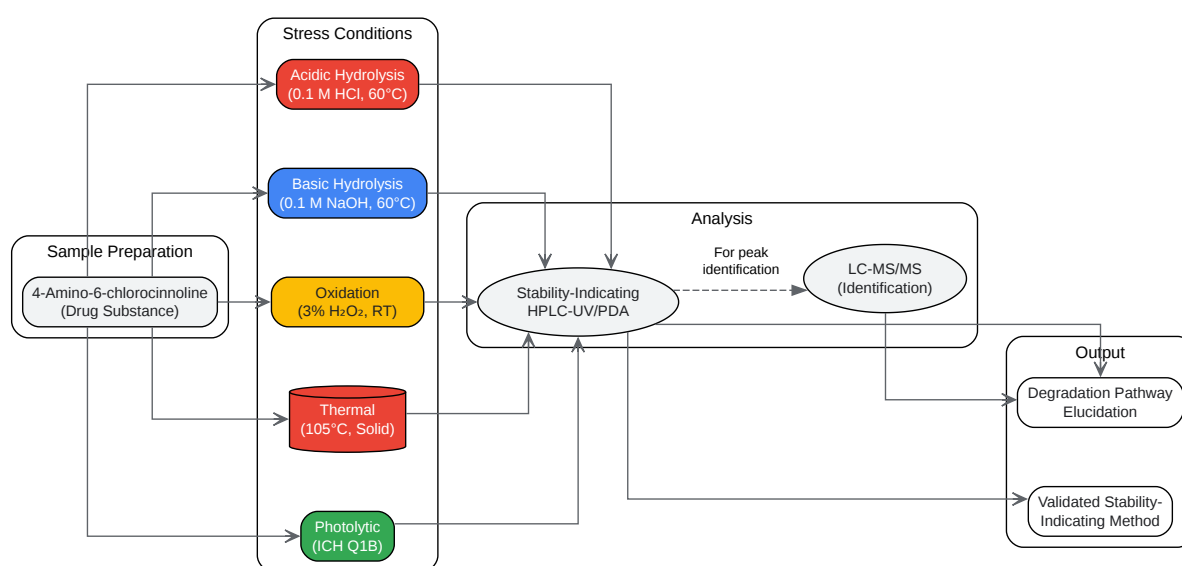 Stress Conditions
Acidic Hydrolysis
(0.1 M HCl, 60°C)
Basic Hydrolysis
(0.1 M NaOH, 60°C)
Analysis
Sample Preparation
For peak
identification
LC-MS/MS
(Identification)
4-Amino-6-chlorocinnoline
(Drug Substance)
Oxidation
(3% H₂O₂, RT)
Stability-Indicating
HPLC-UV/PDA
Output
Thermal
(105°C, Solid)
Degradation Pathway
Elucidation
Photolytic
(ICH Q1B)
Validated Stability-
Indicating Method